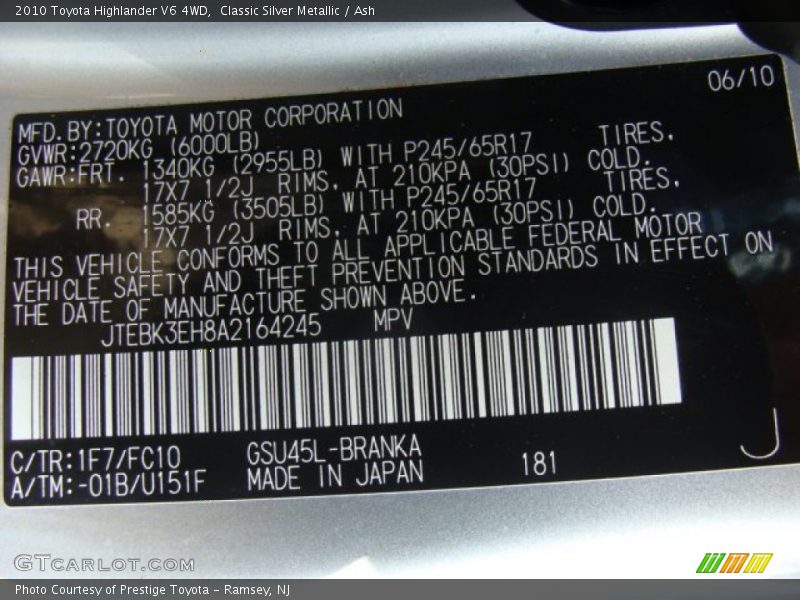 2010 Toyota Highlander V6 4WD,  Classic Silver Metallic / Ash
06/10
MFD.BY:TOYOTA MOTOR CORPORATION
GVWR:2720KG (6000LB)
GAWR:FRT. 1340KG (2955LB) WITH P245/65R17 TIRES,
17X7 1/2J RIMS, AT 210KPA (30PSI) COLD.
RR. 1585KG (3505LB) WITH P245/65R17 TIRES,
17X7 1/2J RIMS, AT 210KPA (30PSI) COLD.
THIS VEHICLE CONFORMS TO ALL APPLICABLE FEDERAL MOTOR
VEHICLE SAFETY AND THEFT PREVENTION STANDARDS IN EFFECT ON
THE DATE OF MANUFACTURE SHOWN ABOVE.
JTEBK3EH8A2164245 MPV
C/TR:1F7/FC10 GSU45L-BRANKA
A/TM:-01B/U151F MADE IN JAPAN 181 J
GTCARLOT.COM
Photo Courtesy of Prestige Toyota - Ramsey, NJ